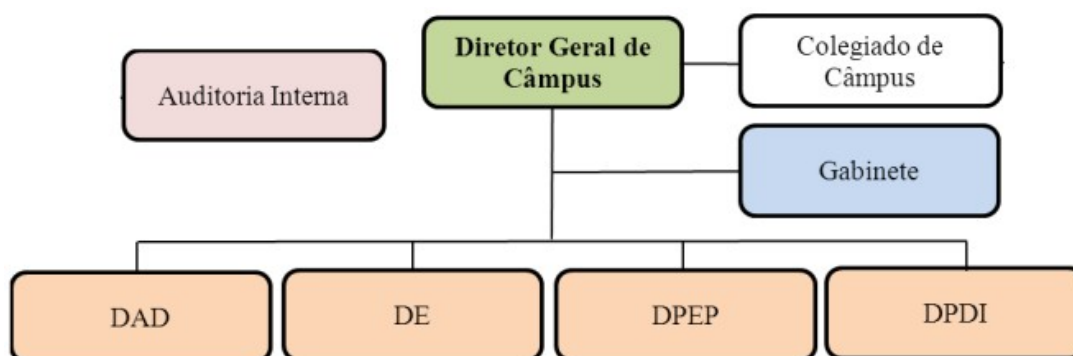 Diretor Geral de
Câmpus
Colegiado de
Câmpus
Auditoria Interna
Gabinete
DAD
DE
DPEP
DPDI